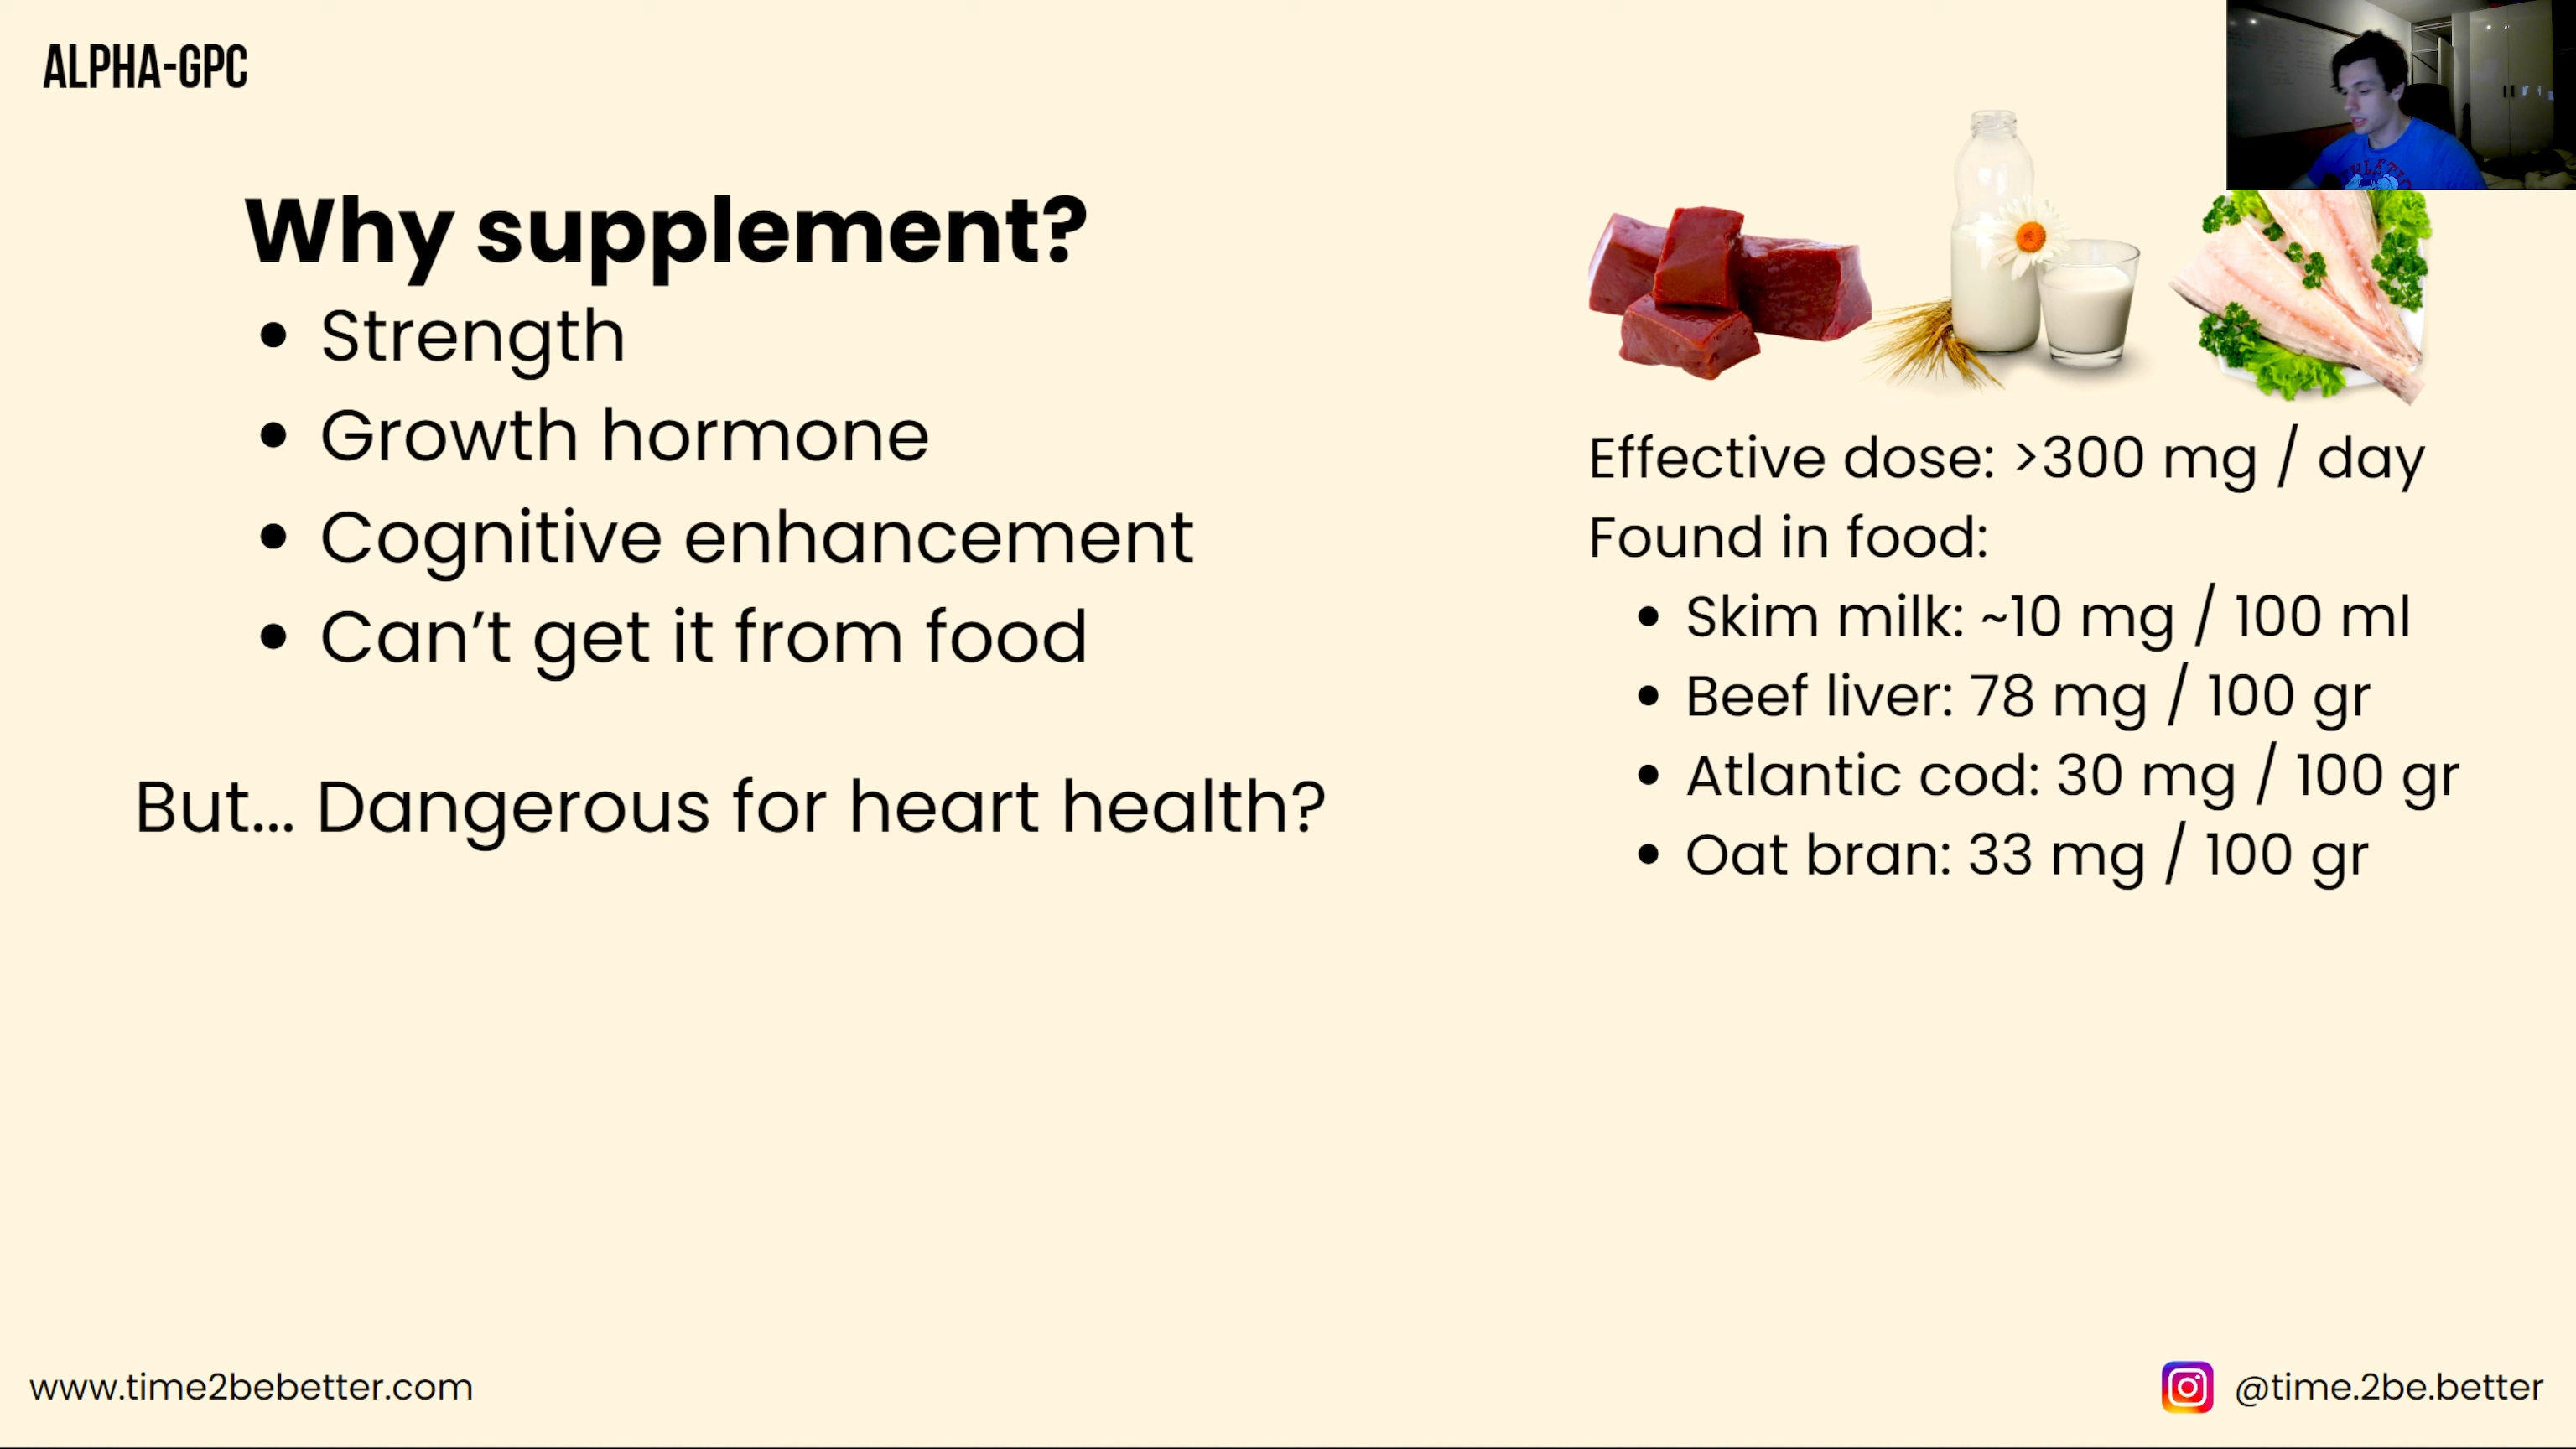 ALPHA-GPC
Why supplement?
• Strength
• Growth hormone
• Cognitive enhancement
• Can’t get it from food
But... Dangerous for heart health?
Effective dose: >300 mg / day
Found in food:
• Skim milk: ~10 mg / 100 ml
• Beef liver: 78 mg / 100 gr
• Atlantic cod: 30 mg / 100 gr
• Oat bran: 33 mg / 100 gr
www.time2bebetter.com
@time.2be.better